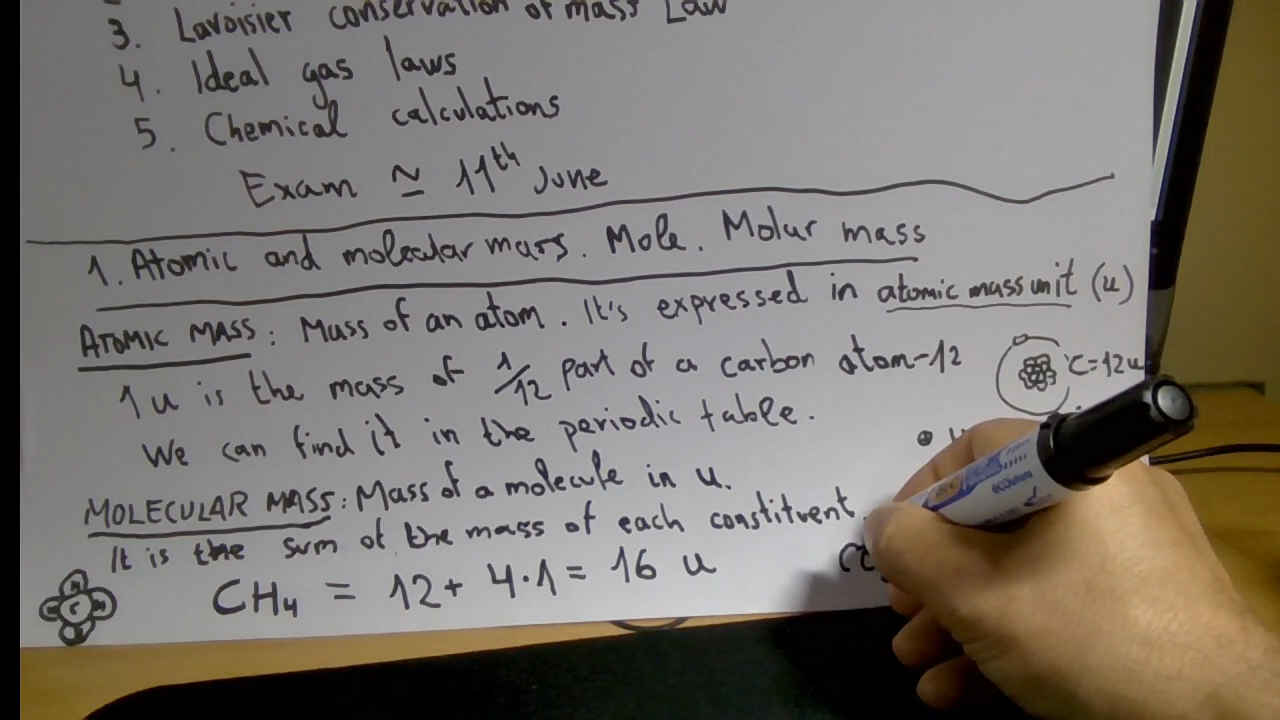 3. Lavoisier conservation of mass Law
4. Ideal gas laws
5. Chemical calculations
Exam ≃ 11th June
1. Atomic and molecular mass. Mole. Molar mass
ATOMIC MASS: Mass of an atom. It's expressed in atomic mass unit (u)
1 u is the mass of 1/12 part of a carbon atom-12
C = 12u
We can find it in the periodic table.
MOLECULAR MASS: Mass of a molecule in u.
It is the sum of the mass of each constituent
CH4 = 12 + 4·1 = 16 u
C